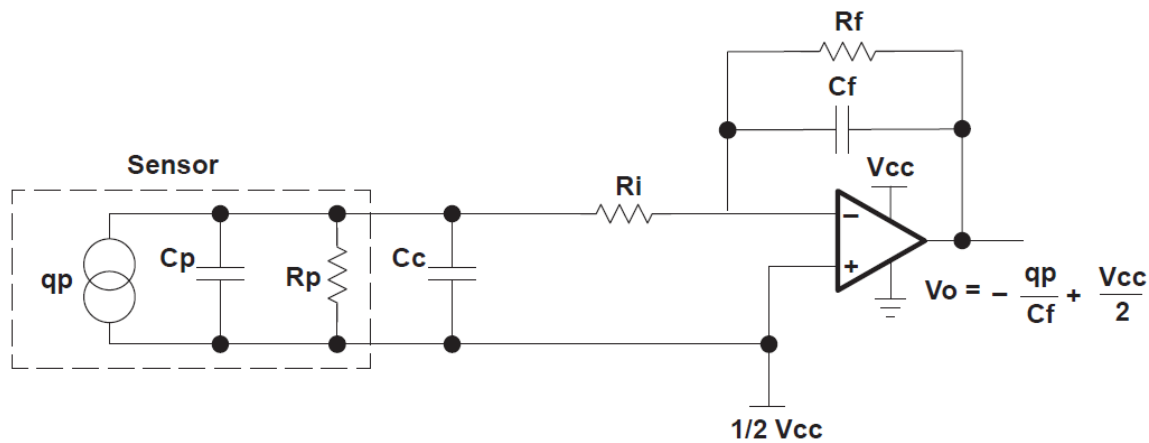 Rf
Cf
Sensor
Vcc
Ri
−
+
Cp
Cc
qp
Rp
Vo = − qp/Cf + Vcc/2
1/2 Vcc